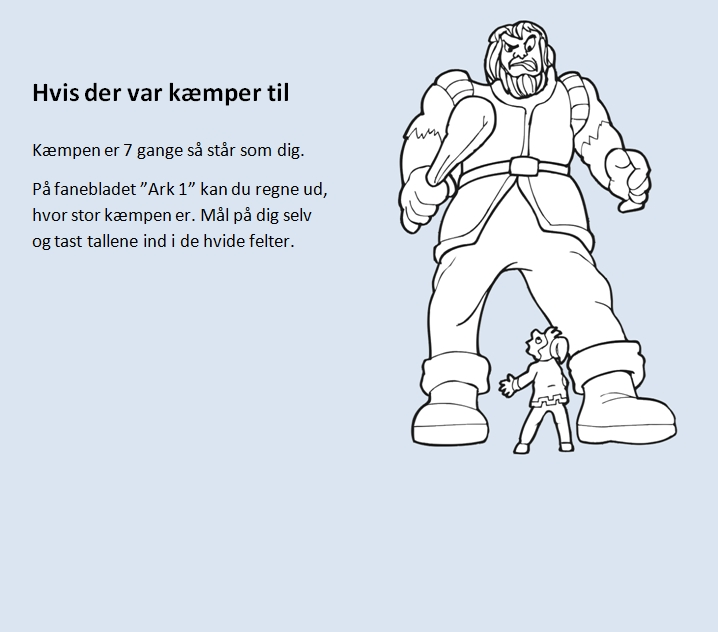 Hvis der var kæmper til
Kæmpen er 7 gange så står som dig.
På fanebladet ”Ark 1” kan du regne ud,
hvor stor kæmpen er. Mål på dig selv
og tast tallene ind i de hvide felter.